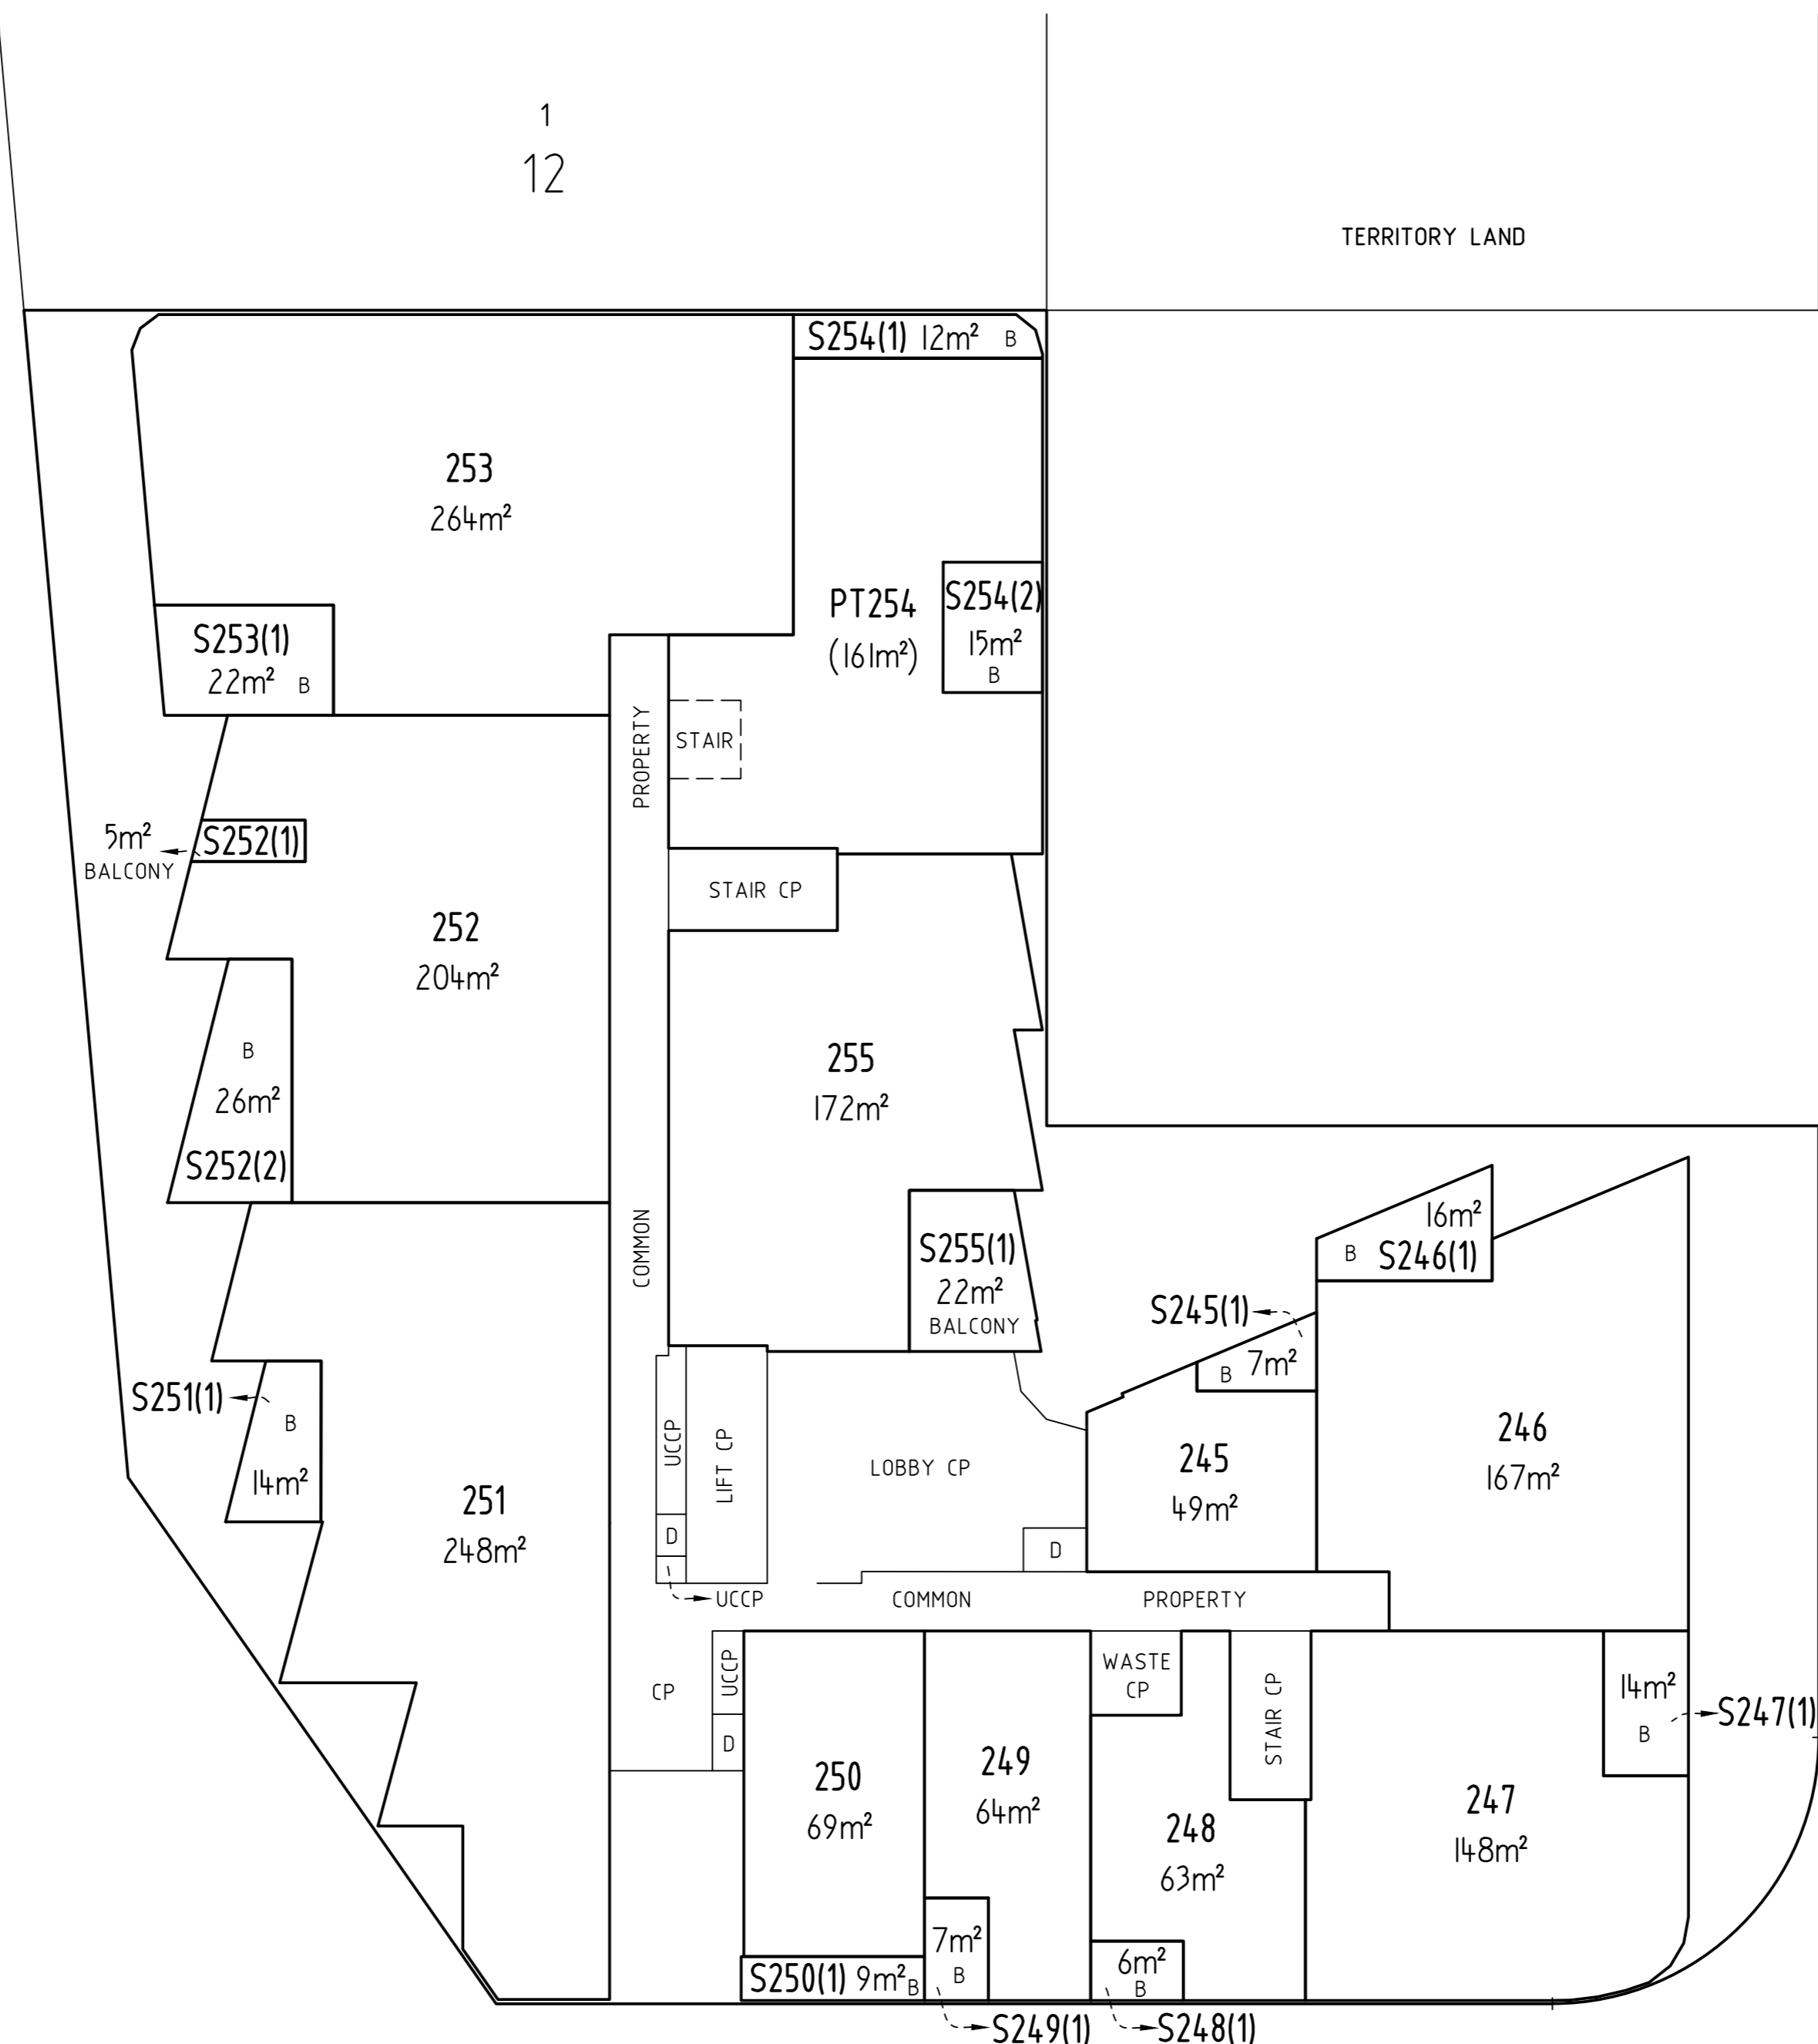 1
12
TERRITORY LAND
S254(1) 12m² B
253
264m²
S253(1)
22m² B
PT254
(161m²)
S254(2)
15m²
B
STAIR
PROPERTY
5m²
BALCONY
S252(1)
STAIR CP
252
204m²
B
26m²
S252(2)
255
172m²
COMMON
S255(1)
22m²
BALCONY
16m²
B S246(1)
S245(1)
B 7m²
S251(1)
B
14m²
251
248m²
UCCP
LIFT CP
LOBBY CP
245
49m²
246
167m²
D
D
UCCP
COMMON PROPERTY
CP
UCCP
D
WASTE
CP
STAIR CP
14m²
B
S247(1)
250
69m²
249
64m²
248
63m²
247
148m²
S250(1) 9m² B
7m²
B
6m²
B
S249(1)
S248(1)